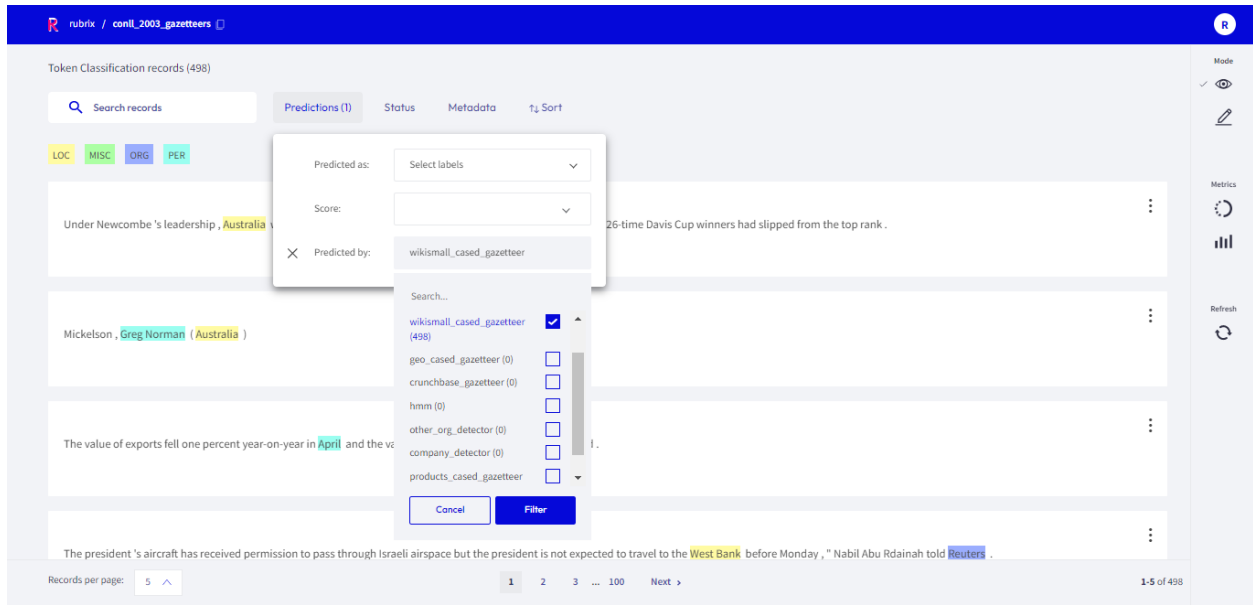 rubrix / conll_2003_gazetteers
R
Token Classification records (498)
Mode
Search records
Predictions (1)
Status
Metadata
Sort
LOC
MISC
ORG
PER
Predicted as:
Select labels
Score:
Predicted by:
wikismall_cased_gazetteer
Metrics
Under Newcombe 's leadership , Australia
26-time Davis Cup winners had slipped from the top rank .
Search...
wikismall_cased_gazetteer
(498)
geo_cased_gazetteer (0)
crunchbase_gazetteer (0)
hmm (0)
other_org_detector (0)
company_detector (0)
products_cased_gazetteer
Cancel
Filter
Refresh
Mickelson , Greg Norman ( Australia )
The value of exports fell one percent year-on-year in April and the va
The president 's aircraft has received permission to pass through Israeli airspace but the president is not expected to travel to the West Bank before Monday , " Nabil Abu Rdainah told Reuters .
Records per page:
5
1 2 3 ... 100 Next >
1-5 of 498